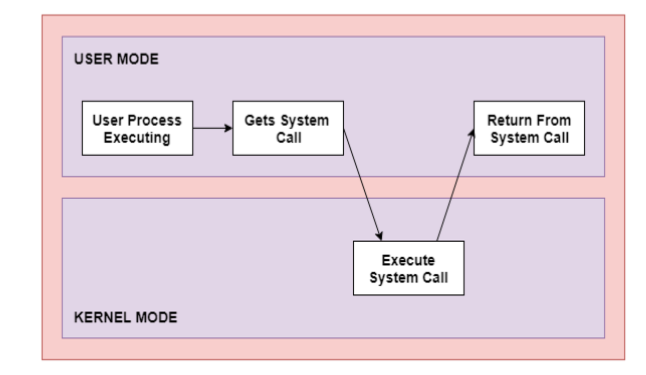 USER MODE
User Process
Executing
Gets System
Call
Return From
System Call
Execute
System Call
KERNEL MODE